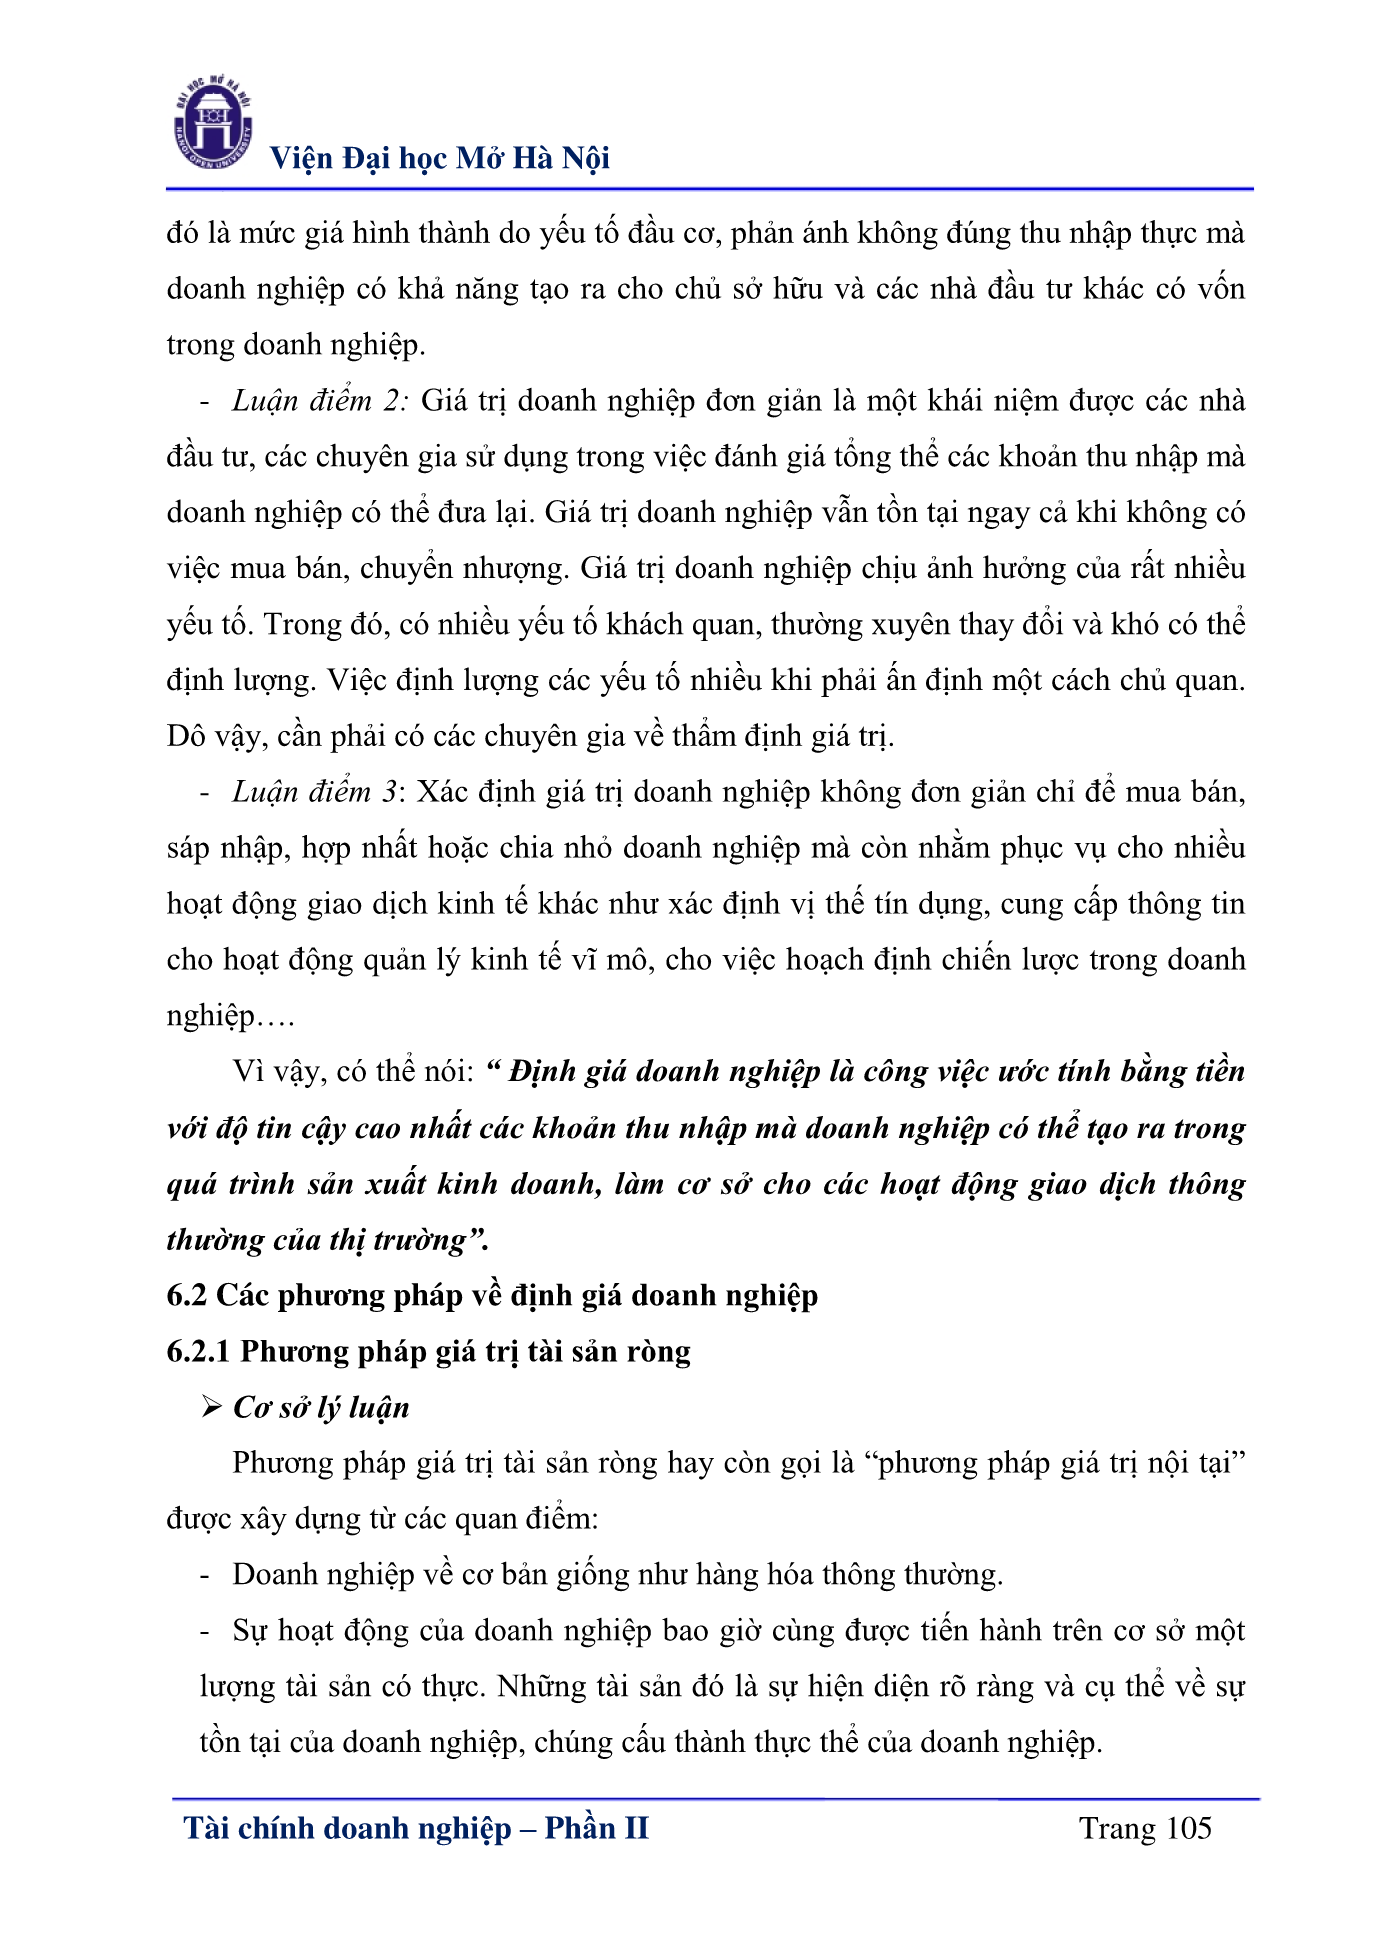 ĐẠI HỌC MỞ HÀ NỘI
HANOI OPEN UNIVERSITY
Viện Đại học Mở Hà Nội
đó là mức giá hình thành do yếu tố đầu cơ, phản ánh không đúng thu nhập thực mà
doanh nghiệp có khả năng tạo ra cho chủ sở hữu và các nhà đầu tư khác có vốn
trong doanh nghiệp.
- Luận điểm 2: Giá trị doanh nghiệp đơn giản là một khái niệm được các nhà
đầu tư, các chuyên gia sử dụng trong việc đánh giá tổng thể các khoản thu nhập mà
doanh nghiệp có thể đưa lại. Giá trị doanh nghiệp vẫn tồn tại ngay cả khi không có
việc mua bán, chuyển nhượng. Giá trị doanh nghiệp chịu ảnh hưởng của rất nhiều
yếu tố. Trong đó, có nhiều yếu tố khách quan, thường xuyên thay đổi và khó có thể
định lượng. Việc định lượng các yếu tố nhiều khi phải ấn định một cách chủ quan.
Dô vậy, cần phải có các chuyên gia về thẩm định giá trị.
- Luận điểm 3: Xác định giá trị doanh nghiệp không đơn giản chỉ để mua bán,
sáp nhập, hợp nhất hoặc chia nhỏ doanh nghiệp mà còn nhằm phục vụ cho nhiều
hoạt động giao dịch kinh tế khác như xác định vị thế tín dụng, cung cấp thông tin
cho hoạt động quản lý kinh tế vĩ mô, cho việc hoạch định chiến lược trong doanh
nghiệp….
Vì vậy, có thể nói: “ Định giá doanh nghiệp là công việc ước tính bằng tiền
với độ tin cậy cao nhất các khoản thu nhập mà doanh nghiệp có thể tạo ra trong
quá trình sản xuất kinh doanh, làm cơ sở cho các hoạt động giao dịch thông
thường của thị trường”.
6.2 Các phương pháp về định giá doanh nghiệp
6.2.1 Phương pháp giá trị tài sản ròng
➢ Cơ sở lý luận
Phương pháp giá trị tài sản ròng hay còn gọi là “phương pháp giá trị nội tại”
được xây dựng từ các quan điểm:
- Doanh nghiệp về cơ bản giống như hàng hóa thông thường.
- Sự hoạt động của doanh nghiệp bao giờ cùng được tiến hành trên cơ sở một
lượng tài sản có thực. Những tài sản đó là sự hiện diện rõ ràng và cụ thể về sự
tồn tại của doanh nghiệp, chúng cấu thành thực thể của doanh nghiệp.
Tài chính doanh nghiệp – Phần II
Trang 105